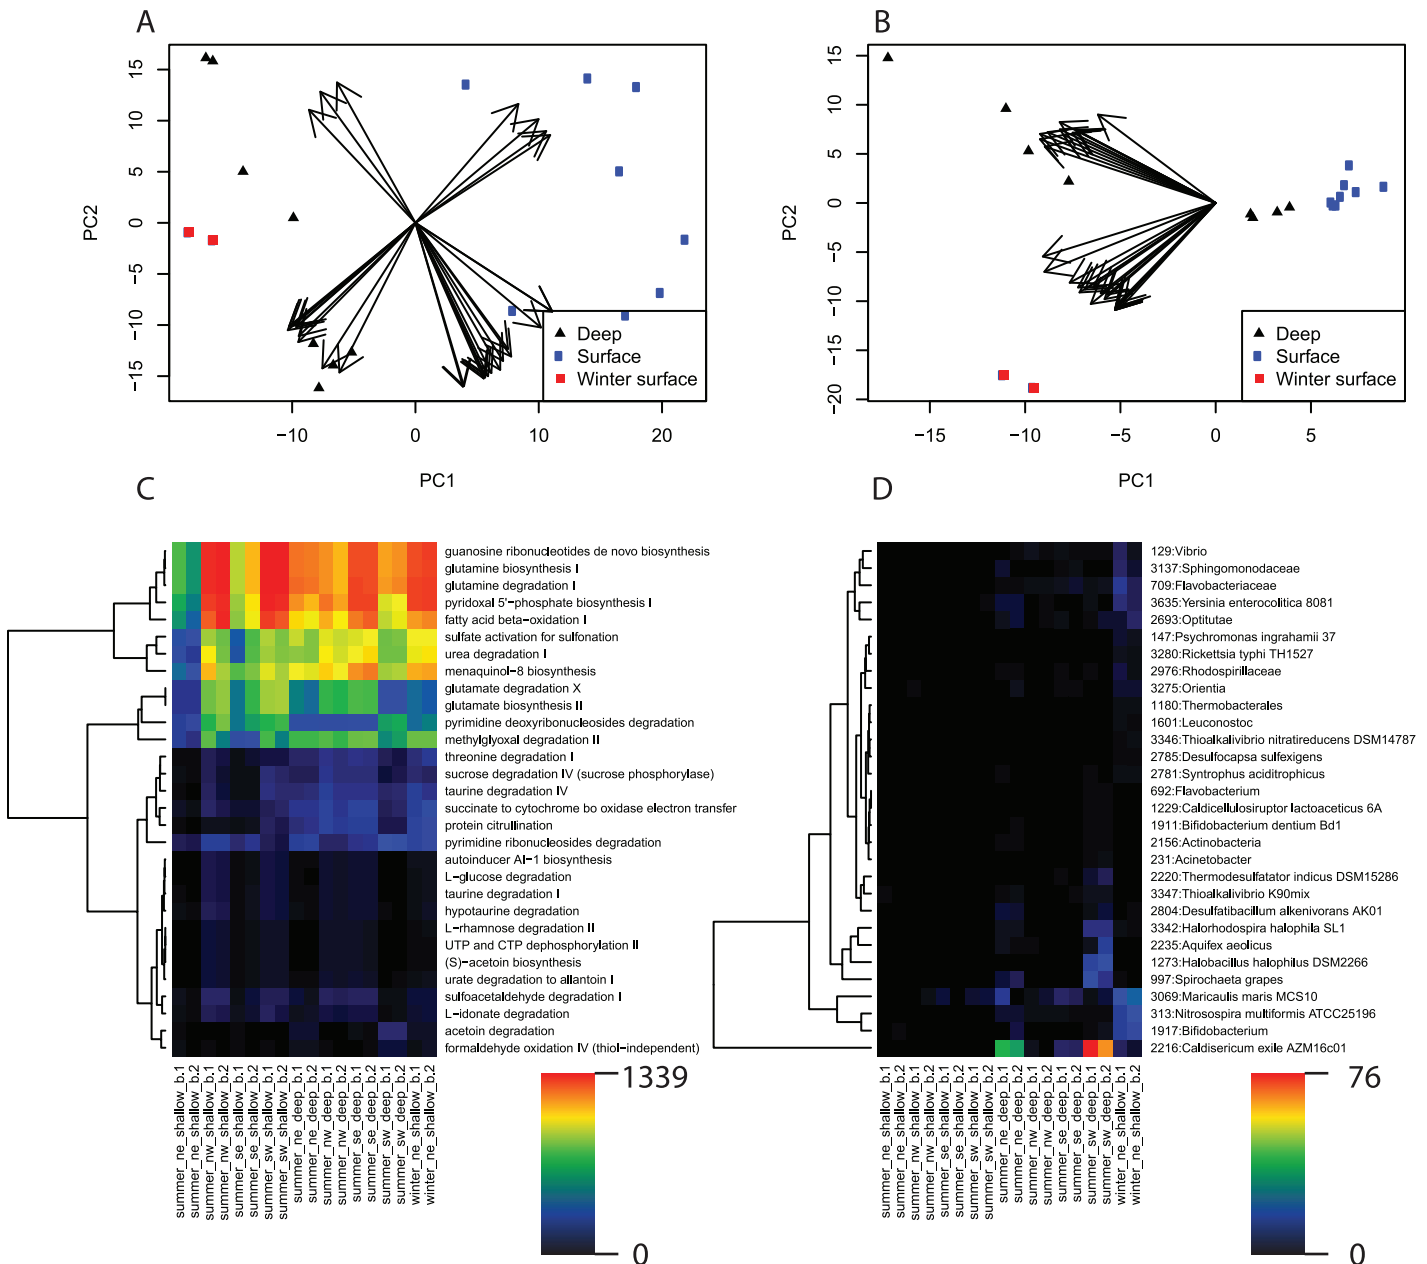 A
15
10
5
0
−5
−10
−15
PC2
−10
0
10
20
PC1
Deep
Surface
Winter surface
B
15
10
5
0
−5
−10
−15
−20
PC2
−15
−10
−5
0
5
PC1
Deep
Surface
Winter surface
C
guanosine ribonucleotides de novo biosynthesis
glutamine biosynthesis I
glutamine degradation I
pyridoxal 5'−phosphate biosynthesis I
fatty acid beta−oxidation I
sulfate activation for sulfonation
urea degradation I
menaquinol−8 biosynthesis
glutamate degradation X
glutamate biosynthesis II
pyrimidine deoxyribonucleosides degradation
methylglyoxal degradation II
threonine degradation I
sucrose degradation IV (sucrose phosphorylase)
taurine degradation IV
succinate to cytochrome bo oxidase electron transfer
protein citrullination
pyrimidine ribonucleosides degradation
autoinducer AI−1 biosynthesis
L−glucose degradation
taurine degradation I
hypotaurine degradation
L−rhamnose degradation II
UTP and CTP dephosphorylation II
(S)−acetoin biosynthesis
urate degradation to allantoin I
sulfoacetaldehyde degradation I
L−idonate degradation
acetoin degradation
formaldehyde oxidation IV (thiol−independent)
summer_ne_shallow_b.1
summer_ne_shallow_b.2
summer_nw_shallow_b.1
summer_nw_shallow_b.2
summer_se_shallow_b.1
summer_se_shallow_b.2
summer_sw_shallow_b.1
summer_sw_shallow_b.2
summer_ne_deep_b.1
summer_ne_deep_b.2
summer_nw_deep_b.1
summer_nw_deep_b.2
summer_se_deep_b.1
summer_se_deep_b.2
summer_sw_deep_b.1
summer_sw_deep_b.2
winter_ne_shallow_b.1
winter_ne_shallow_b.2
1339
0
D
129:Vibrio
3137:Sphingomonadaceae
709:Flavobacteriaceae
3635:Yersinia enterocolitica 8081
2693:Optitutae
147:Psychromonas ingrahamii 37
3280:Rickettsia typhi TH1527
2976:Rhodospirillaceae
3275:Orientia
1180:Thermobacterales
1601:Leuconostoc
3346:Thioalkalivibrio nitratireducens DSM14787
2785:Desulfocapsa sulfexigens
2781:Syntrophus aciditrophicus
692:Flavobacterium
1229:Caldicellulosiruptor lactoaceticus 6A
1911:Bifidobacterium dentium Bd1
2156:Actinobacteria
231:Acinetobacter
2220:Thermodesulfatator indicus DSM15286
3347:Thioalkalivibrio K90mix
2804:Desulfatibacillum alkenivorans AK01
3342:Halorhodospira halophila SL1
2235:Aquifex aeolicus
1273:Halobacillus halophilus DSM2266
997:Spirochaeta grapes
3069:Maricaulis maris MCS10
313:Nitrosospira multiformis ATCC25196
1917:Bifidobacterium
2216:Caldisericum exile AZM16c01
summer_ne_shallow_b.1
summer_ne_shallow_b.2
summer_nw_shallow_b.1
summer_nw_shallow_b.2
summer_se_shallow_b.1
summer_se_shallow_b.2
summer_sw_shallow_b.1
summer_sw_shallow_b.2
summer_ne_deep_b.1
summer_ne_deep_b.2
summer_nw_deep_b.1
summer_nw_deep_b.2
summer_se_deep_b.1
summer_se_deep_b.2
summer_sw_deep_b.1
summer_sw_deep_b.2
winter_ne_shallow_b.1
winter_ne_shallow_b.2
76
0